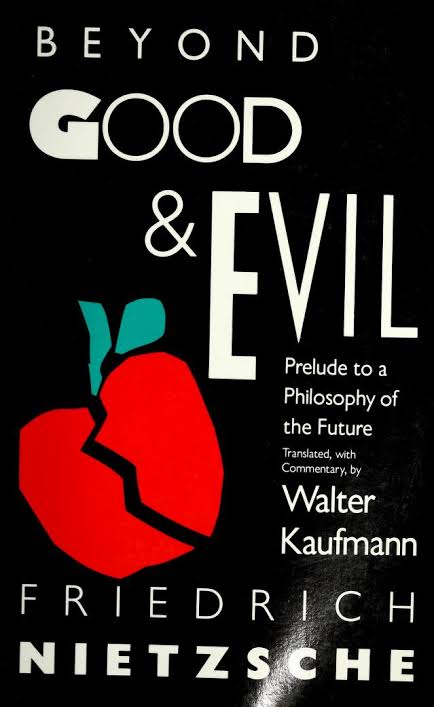 BEYOND
GOOD
& EVIL
Prelude to a
Philosophy of
the Future
Translated, with
Commentary, by
Walter
Kaufmann
FRIEDRICH
NIETZSCHE